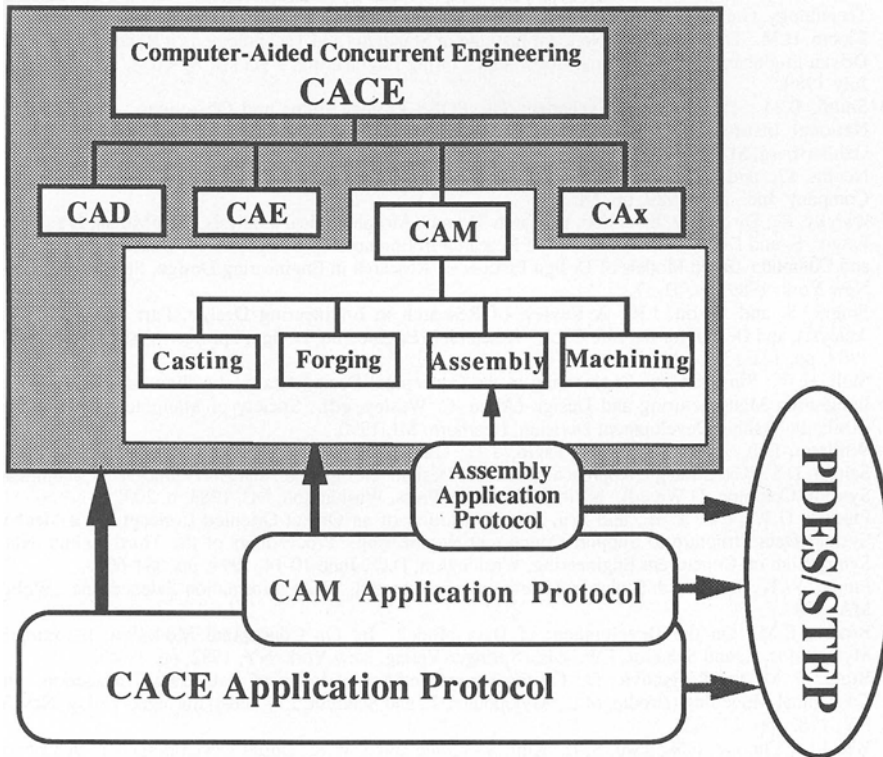 Computer-Aided Concurrent Engineering
CACE
CAD
CAE
CAM
CAx
Casting
Forging
Assembly
Machining
Assembly
Application
Protocol
CAM Application Protocol
CACE Application Protocol
PDES/STEP